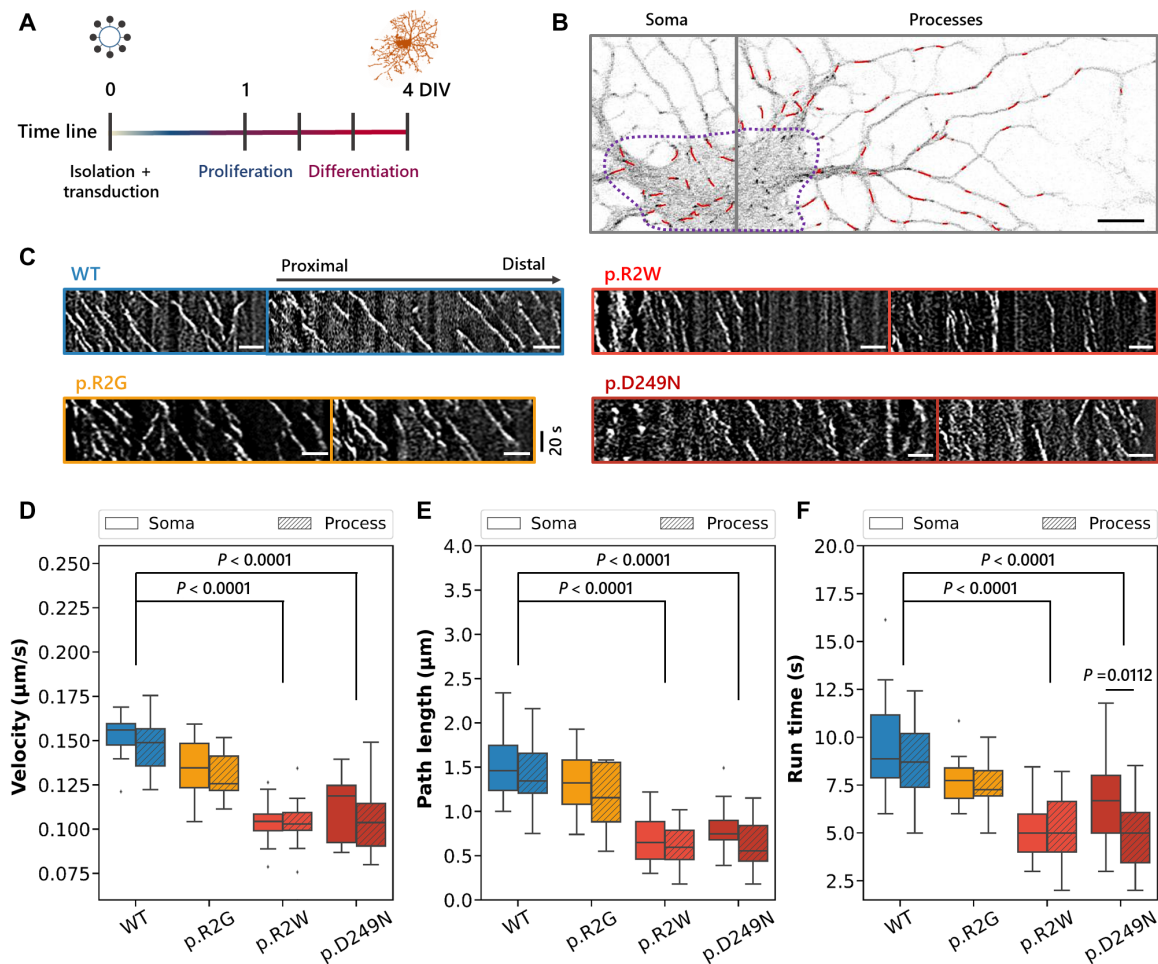 A
0
1
4 DIV
Time line
Isolation +
transduction
Proliferation
Differentiation
B
Soma
Processes
C
WT
Proximal
Distal
p.R2W
p.R2G
20 s
p.D249N
D
Soma
Process
P < 0.0001
P < 0.0001
Velocity (μm/s)
0.250
0.225
0.200
0.175
0.150
0.125
0.100
0.075
WT
p.R2G
p.R2W
p.D249N
E
Soma
Process
P < 0.0001
P < 0.0001
Path length (μm)
4.0
3.5
3.0
2.5
2.0
1.5
1.0
0.5
0.0
WT
p.R2G
p.R2W
p.D249N
F
Soma
Process
P < 0.0001
P < 0.0001
P = 0.0112
Run time (s)
20.0
17.5
15.0
12.5
10.0
7.5
5.0
2.5
WT
p.R2G
p.R2W
p.D249N